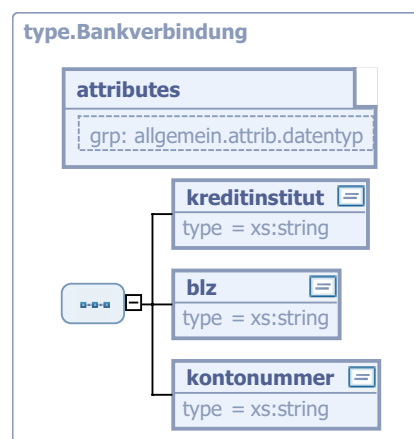 type.Bankverbindung
attributes
grp: allgemein.attrib.datentyp
kreditinstitut
type = xs:string
blz
type = xs:string
kontonummer
type = xs:string